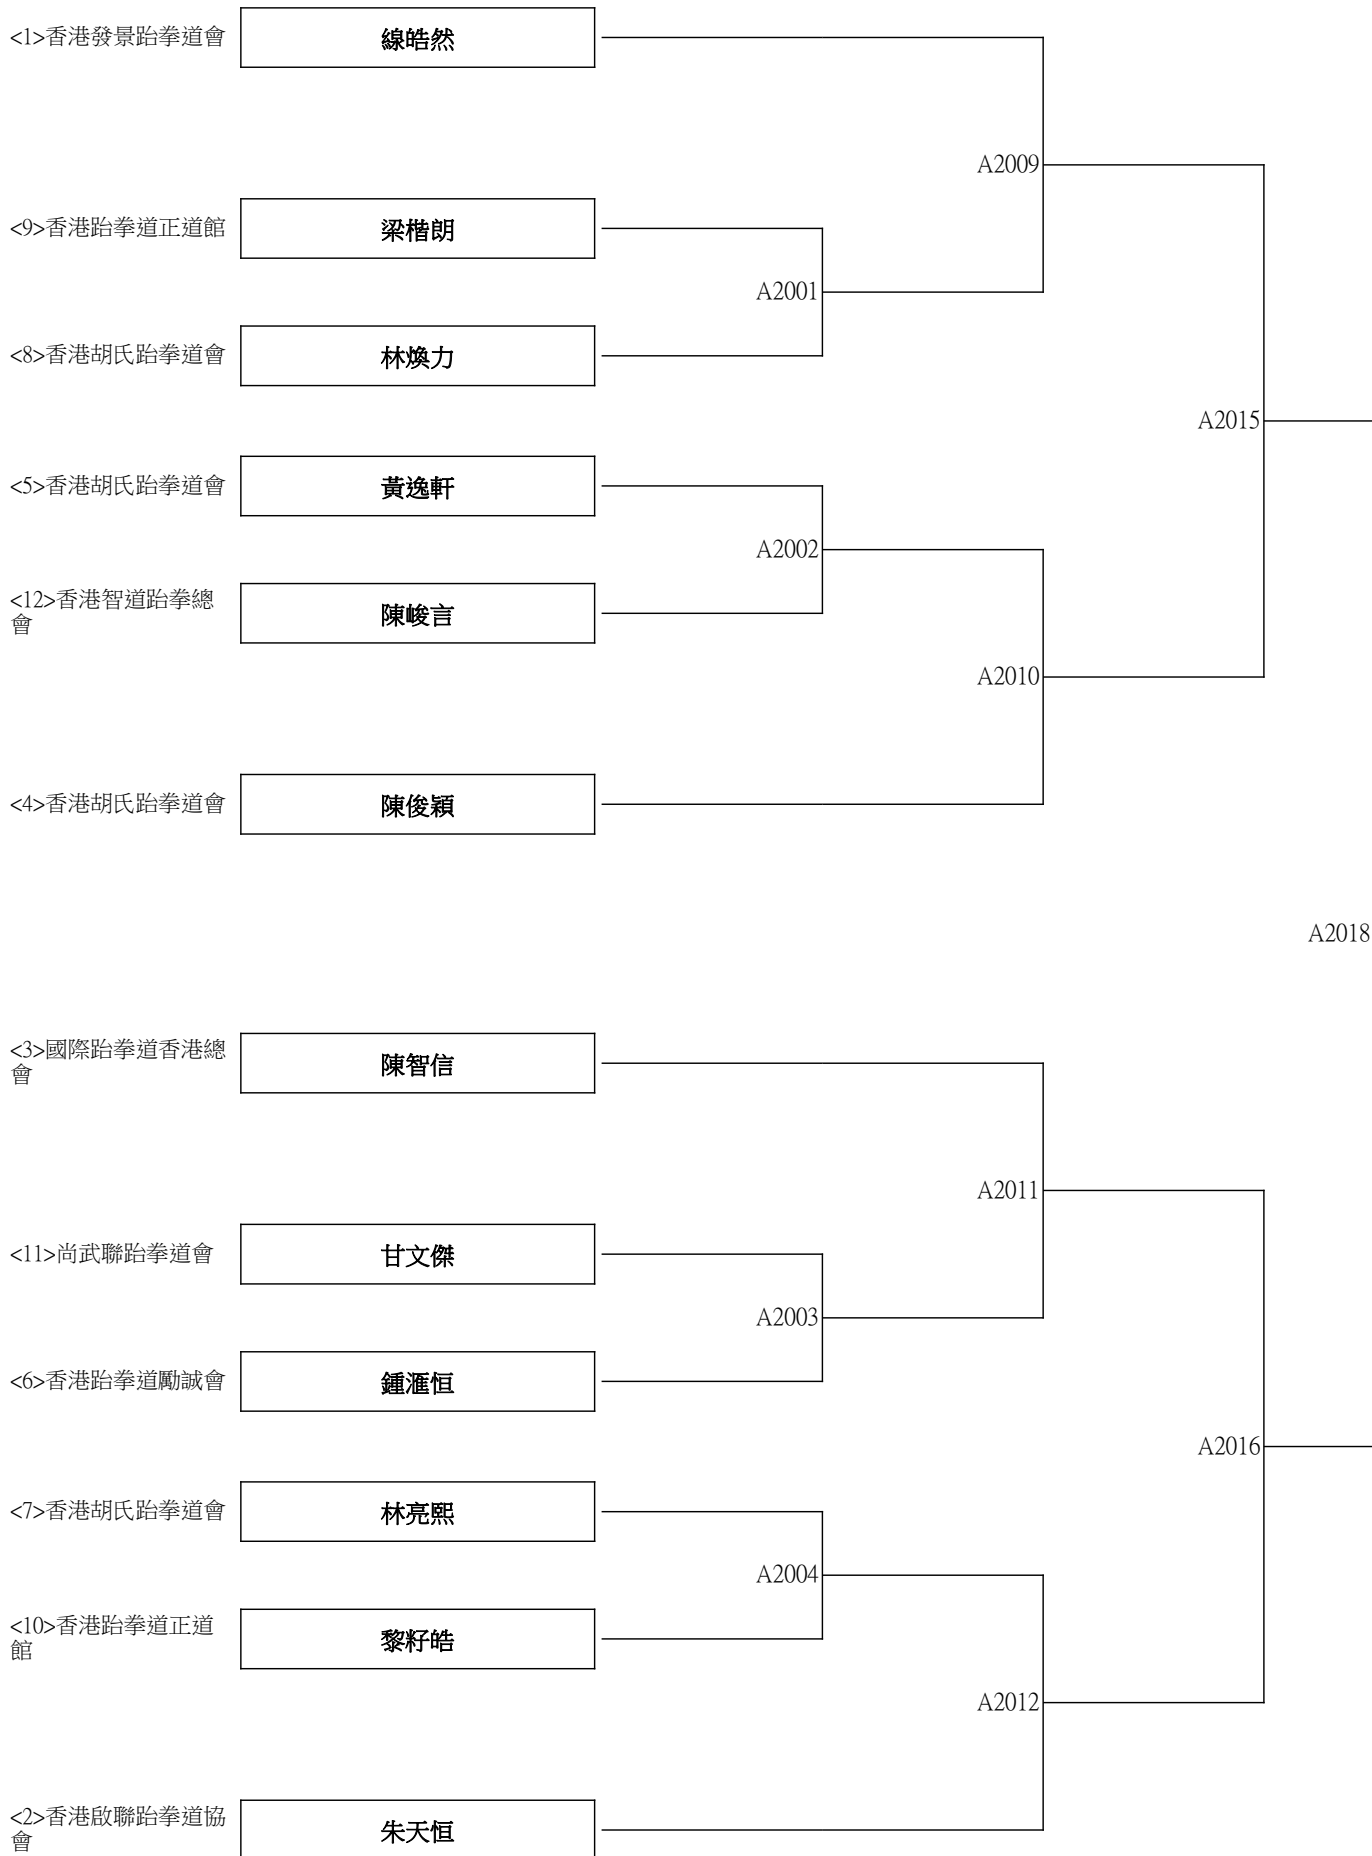 <1>香港發景跆拳道會
線皓然
A2009
<9>香港跆拳道正道館
梁楷朗
A2001
<8>香港胡氏跆拳道會
林煥力
A2015
<5>香港胡氏跆拳道會
黃逸軒
A2002
<12>香港智道跆拳總
會
陳峻言
A2010
<4>香港胡氏跆拳道會
陳俊穎
A2018
<3>國際跆拳道香港總
會
陳智信
A2011
<11>尚武聯跆拳道會
甘文傑
A2003
<6>香港跆拳道勵誠會
鍾滙恒
A2016
<7>香港胡氏跆拳道會
林亮熙
A2004
<10>香港跆拳道正道
館
黎籽皓
A2012
<2>香港啟聯跆拳道協
會
朱天恒